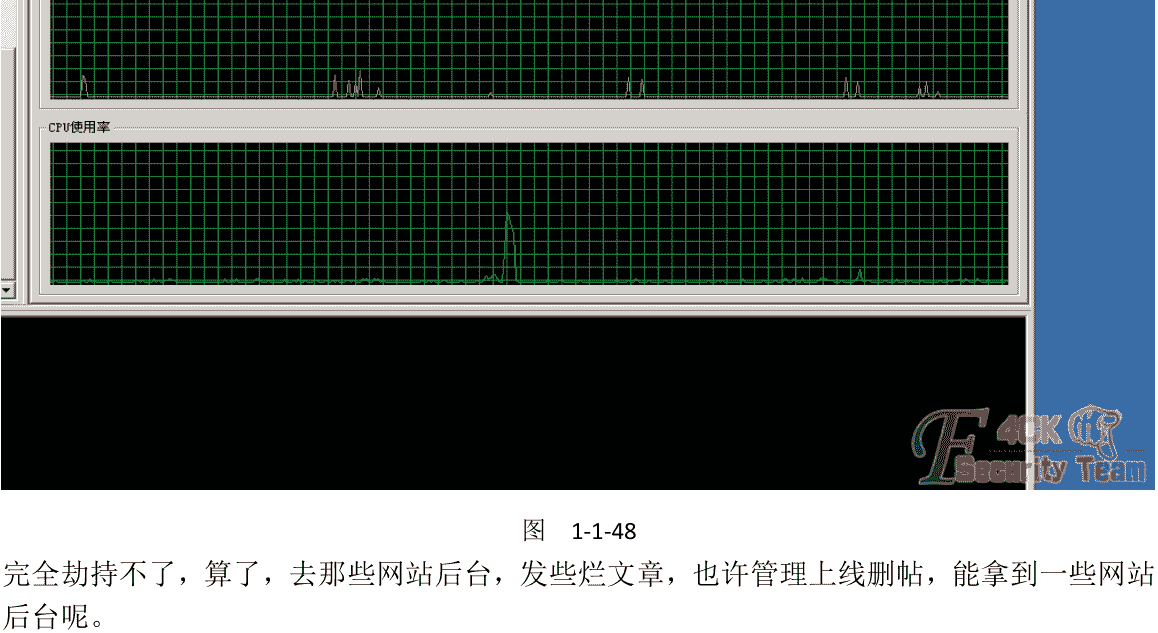 CPU使用率
F4CK
Security Team
图 1-1-48
完全劫持不了，算了，去那些网站后台，发些烂文章，也许管理上线删帖，能拿到一些网站
后台呢。